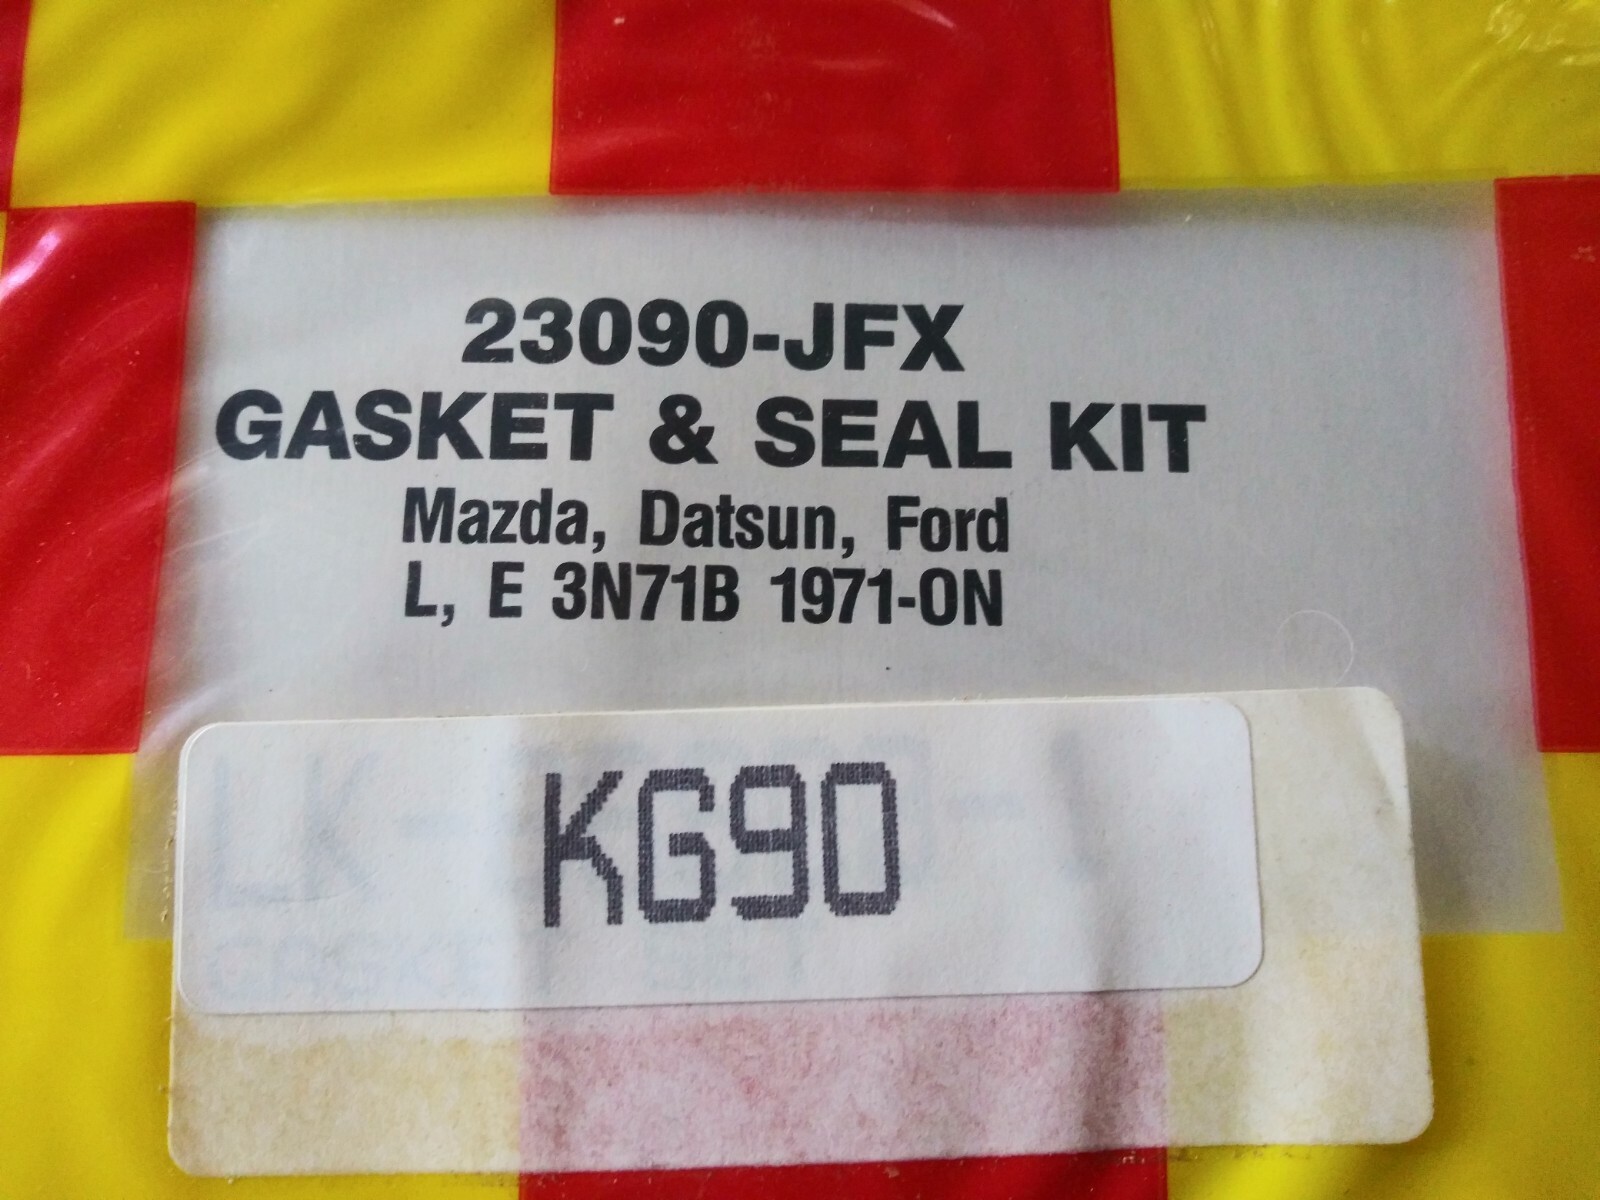 23090-JFX
GASKET & SEAL KIT
Mazda, Datsun, Ford
L, E 3N71B 1971-ON
KG90